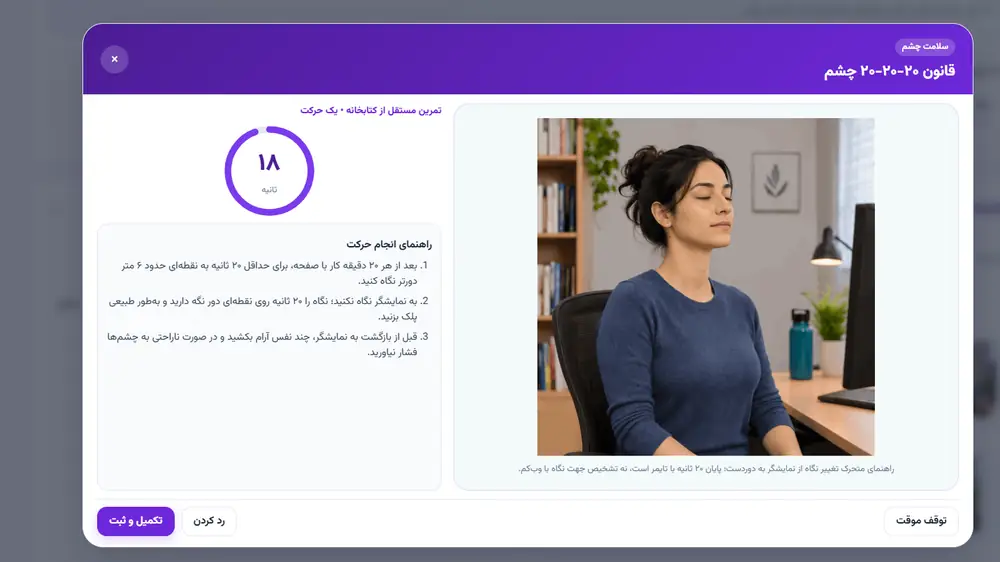 سلامت چشم
قانون ۲۰-۲۰-۲۰ چشم
×
تمرین مستقل از کتابخانه • یک حرکت
۱۸
ثانیه
راهنمای انجام حرکت
1. بعد از هر ۲۰ دقیقه کار با صفحه، برای حداقل ۲۰ ثانیه به نقطه‌ای حدود ۶ متر
دورتر نگاه کنید.
2. به نمایشگر نگاه نکنید؛ نگاه را ۲۰ ثانیه روی نقطه‌ای دور نگه دارید و به‌طور طبیعی
پلک بزنید.
3. قبل از بازگشت به نمایشگر، چند نفس آرام بکشید و در صورت ناراحتی به چشم‌ها
فشار نیاورید.
راهنمای متحرک تغییر نگاه از نمایشگر به دوردست؛ پایان ۲۰ ثانیه با تایمر است، نه تشخیص جهت نگاه با وب‌کم.
توقف موقت
رد کردن
تکمیل و ثبت